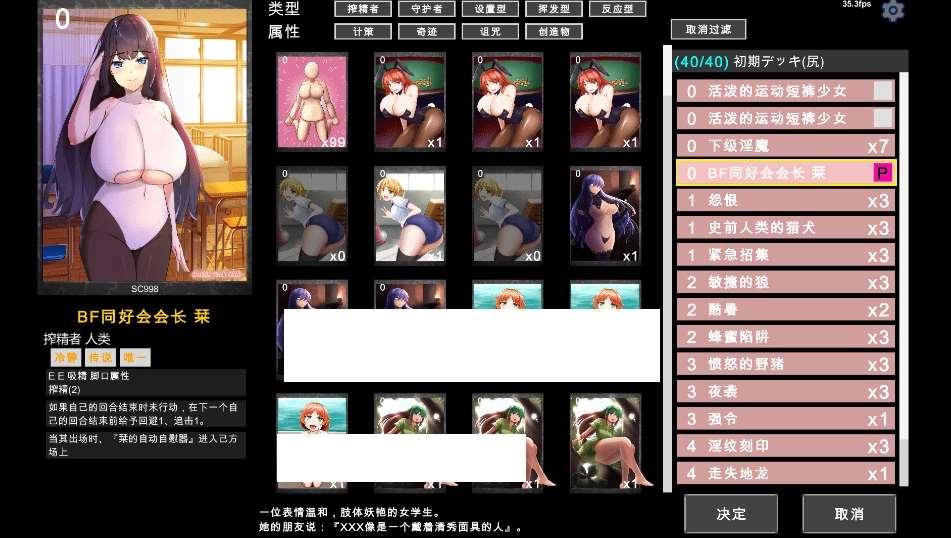 0
SC998
BF同好会会长 栞
搾精者 人类
冷静 传说 唯一
E E 吸精 脚口属性
搾精(2)
如果自己的回合结束时未行动，在下一个自
己的回合结束前给予回避1、追击1。
当其出场时、『栞的自动自慰器』进入己方
场上
类型 搾精者 守护者 设置型 挥发型 反应型
属性 计策 奇迹 诅咒 创造物
0 0 0 0
x99 x1 x1 x1
0 0 0 0
x0 x1 x0 x1
0 0 0 0
0 0 0 0
x1 x1 x1
一位表情温和，肢体妖艳的女学生。
她的朋友说：『XXX像是一个戴着清秀面具的人』。
35.3fps
取消过滤
(40/40) 初期デッキ(尻)
0 活泼的运动短裤少女
0 活泼的运动短裤少女
0 下级淫魔 x7
0 BF同好会会长 栞 P
1 怨恨 x3
1 史前人类的猎犬 x3
1 紧急招集 x3
2 敏捷的狼 x3
2 酷暑 x2
2 蜂蜜陷阱 x3
3 愤怒的野猪 x3
3 夜袭 x3
3 强令 x1
4 淫纹刻印 x3
4 走失地龙 x1
决定 取消